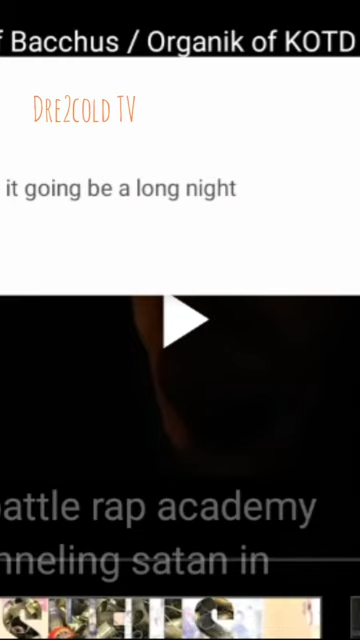 f Bacchus / Organik of KOTD
Dre2cold TV
it going be a long night
battle rap academy
nneling satan in